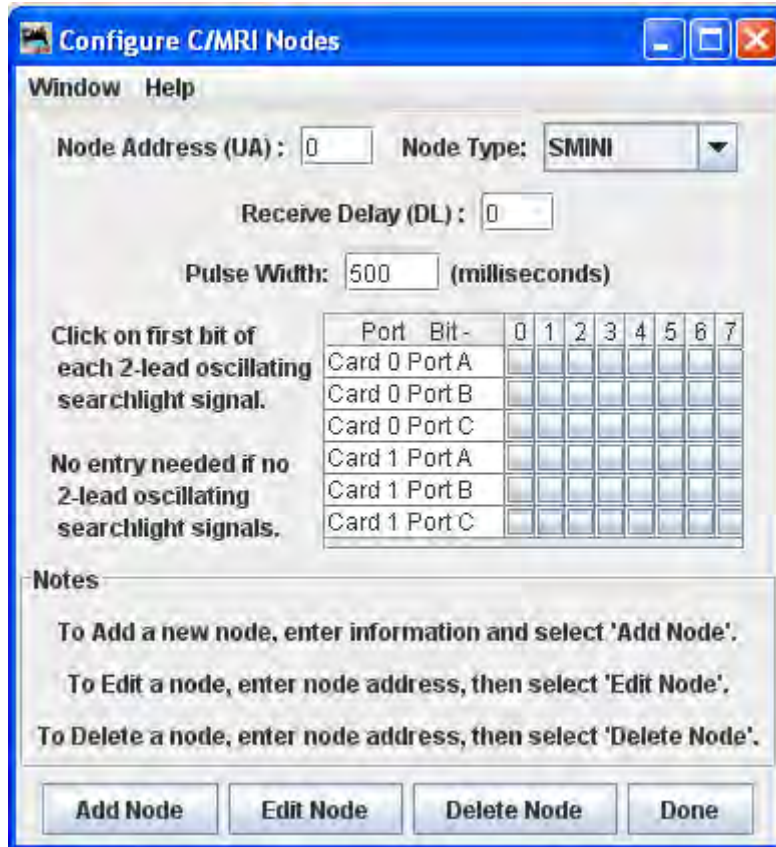 Configure C/MRI Nodes
Window Help
Node Address (UA) : 0 Node Type: SMINI
Receive Delay (DL) : 0
Pulse Width: 500 (milliseconds)
Click on first bit of
each 2-lead oscillating
searchlight signal.
No entry needed if no
2-lead oscillating
searchlight signals.
Port Bit - 0 1 2 3 4 5 6 7
Card 0 Port A
Card 0 Port B
Card 0 Port C
Card 1 Port A
Card 1 Port B
Card 1 Port C
Notes
To Add a new node, enter information and select 'Add Node'.
To Edit a node, enter node address, then select 'Edit Node'.
To Delete a node, enter node address, then select 'Delete Node'.
Add Node Edit Node Delete Node Done